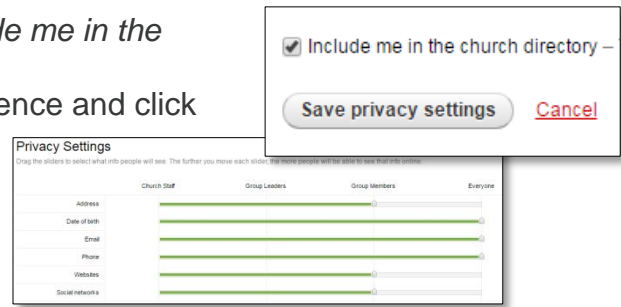 le me in the
ence and click
Include me in the church directory –
Save privacy settings Cancel
Privacy Settings
Drag the sliders to select what info people will see. The further you move each slider, the more people will be able to see that info online.
Church Staff Group Leaders Group Members Everyone
Address
Date of birth
Email
Phone
Websites
Social networks